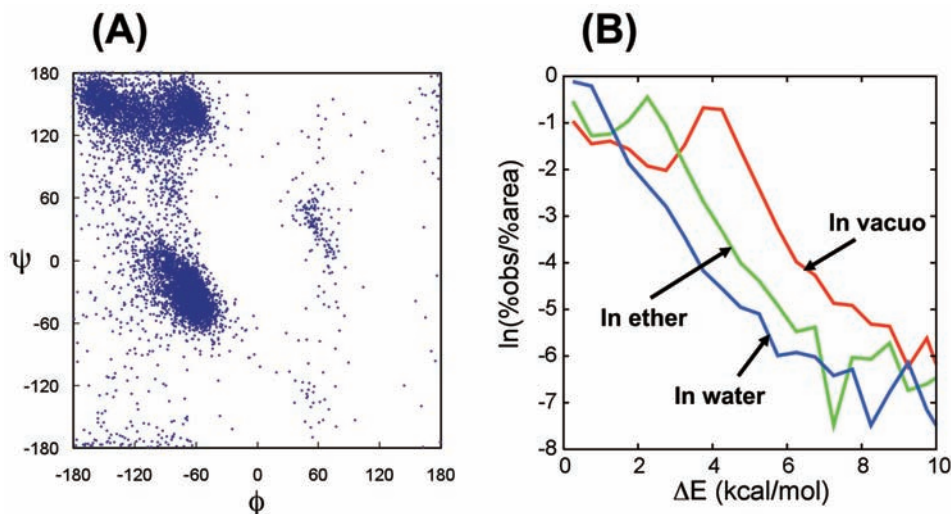 (A)
180
120
60
0
-60
-120
-180
-180 -120 -60 0 60 120 180
ψ
ϕ
(B)
0
-1
-2
-3
-4
-5
-6
-7
-8
0 2 4 6 8 10
ln(%obs/%area)
ΔE (kcal/mol)
In vacuo
In ether
In water